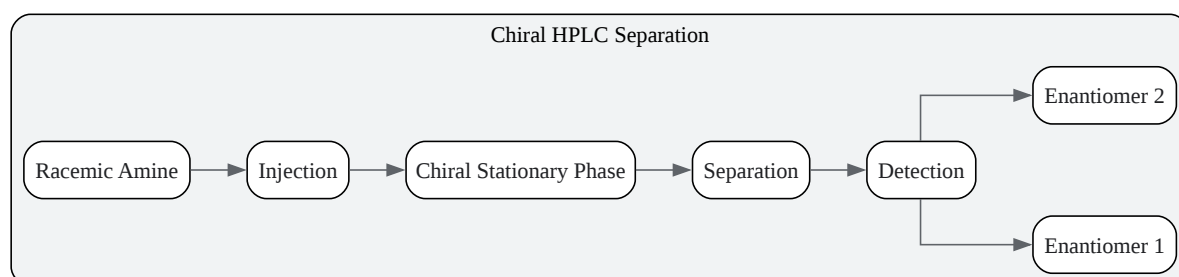 Chiral HPLC Separation
Enantiomer 2
Racemic Amine
Injection
Chiral Stationary Phase
Separation
Detection
Enantiomer 1